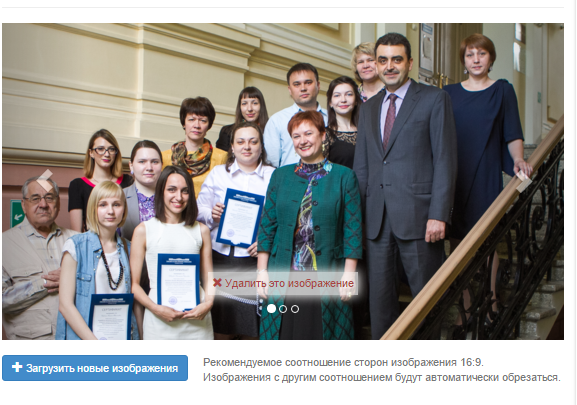 ✖ Удалить это изображение
✚ Загрузить новые изображения
Рекомендуемое соотношение сторон изображения 16:9.
Изображения с другим соотношением будут автоматически обрезаться.